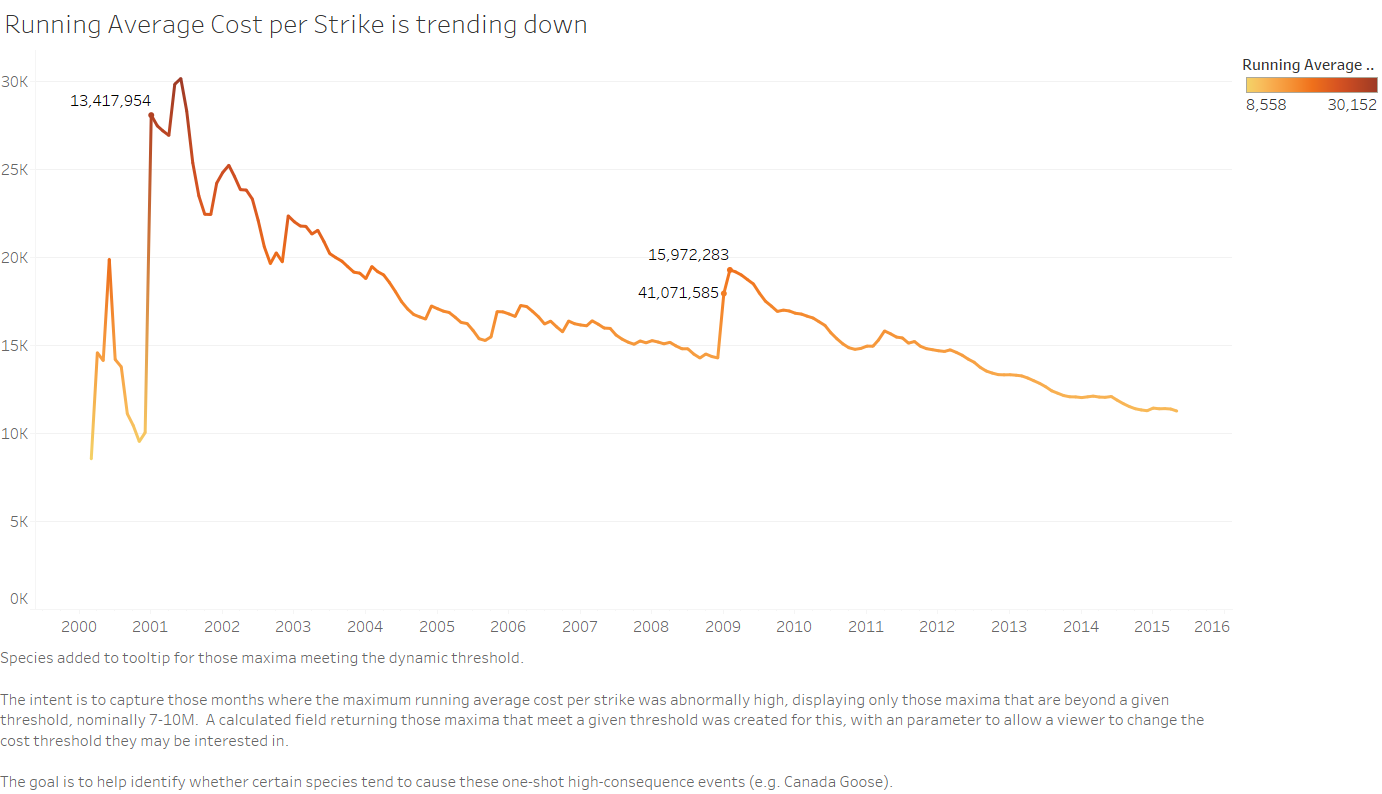 Running Average Cost per Strike is trending down
Running Average ..
8,558 30,152
30K
25K
20K
15K
10K
5K
0K
13,417,954
15,972,283
41,071,585
2000 2001 2002 2003 2004 2005 2006 2007 2008 2009 2010 2011 2012 2013 2014 2015 2016
Species added to tooltip for those maxima meeting the dynamic threshold.
The intent is to capture those months where the maximum running average cost per strike was abnormally high, displaying only those maxima that are beyond a given
threshold, nominally 7-10M. A calculated field returning those maxima that meet a given threshold was created for this, with an parameter to allow a viewer to change the
cost threshold they may be interested in.
The goal is to help identify whether certain species tend to cause these one-shot high-consequence events (e.g. Canada Goose).